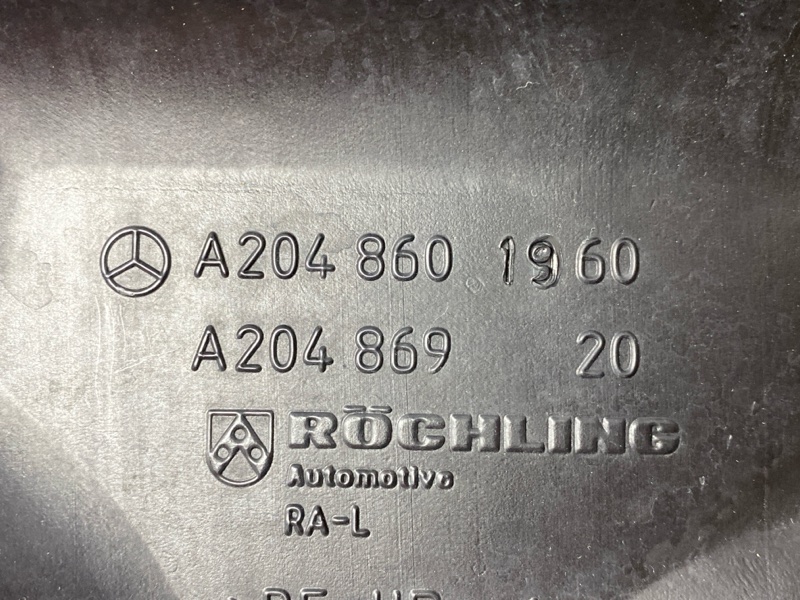 A204 860 1960
A204 869 20
RÖCHLING
Automotive
RA-L